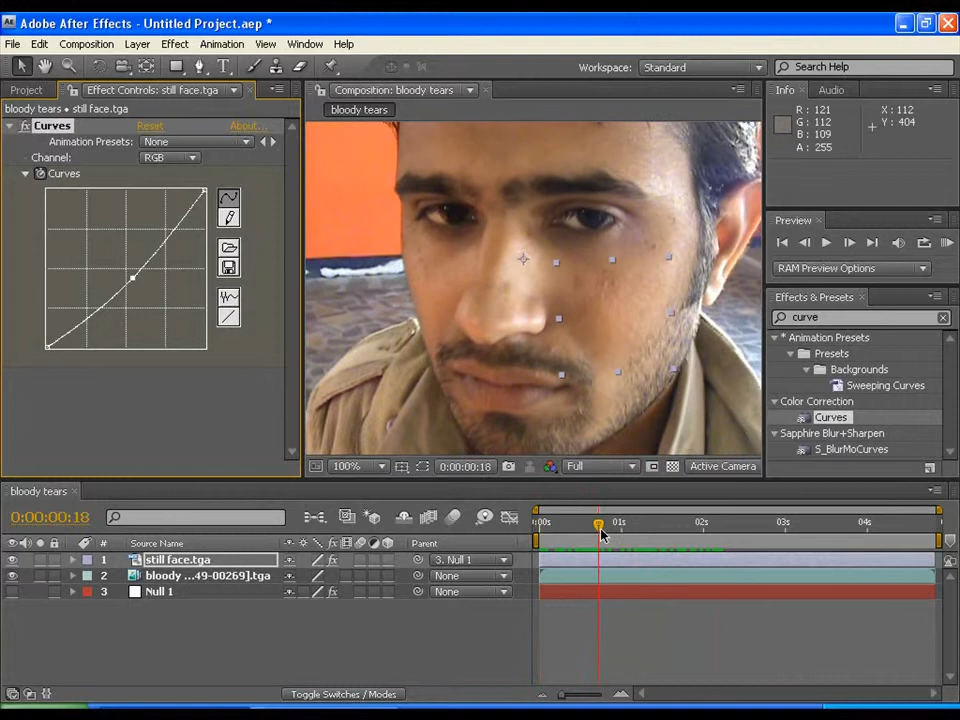 Ae Adobe After Effects - Untitled Project.aep *
File Edit Composition Layer Effect Animation View Window Help
T Workspace: Standard Search Help
Project Effect Controls: still face.tga Composition: bloody tears Info Audio
bloody tears • still face.tga
bloody tears
R : 121 X : 112
G : 112 Y : 404
B : 109
A : 255
fx Curves Reset About...
Animation Presets: None
Channel: RGB
Curves
Preview
RAM Preview Options
Effects & Presets
curve
* Animation Presets
Presets
Backgrounds
Sweeping Curves
Color Correction
Curves
Sapphire Blur+Sharpen
S_BlurMoCurves
100% 0:00:00:18 Full Active Camera
bloody tears
0:00:00:18
:00s 01s 02s 03s 04s
# Source Name fx Parent
1 still face.tga fx 3. Null 1
2 bloody ...49-00269].tga fx None
3 Null 1 fx None
Toggle Switches / Modes